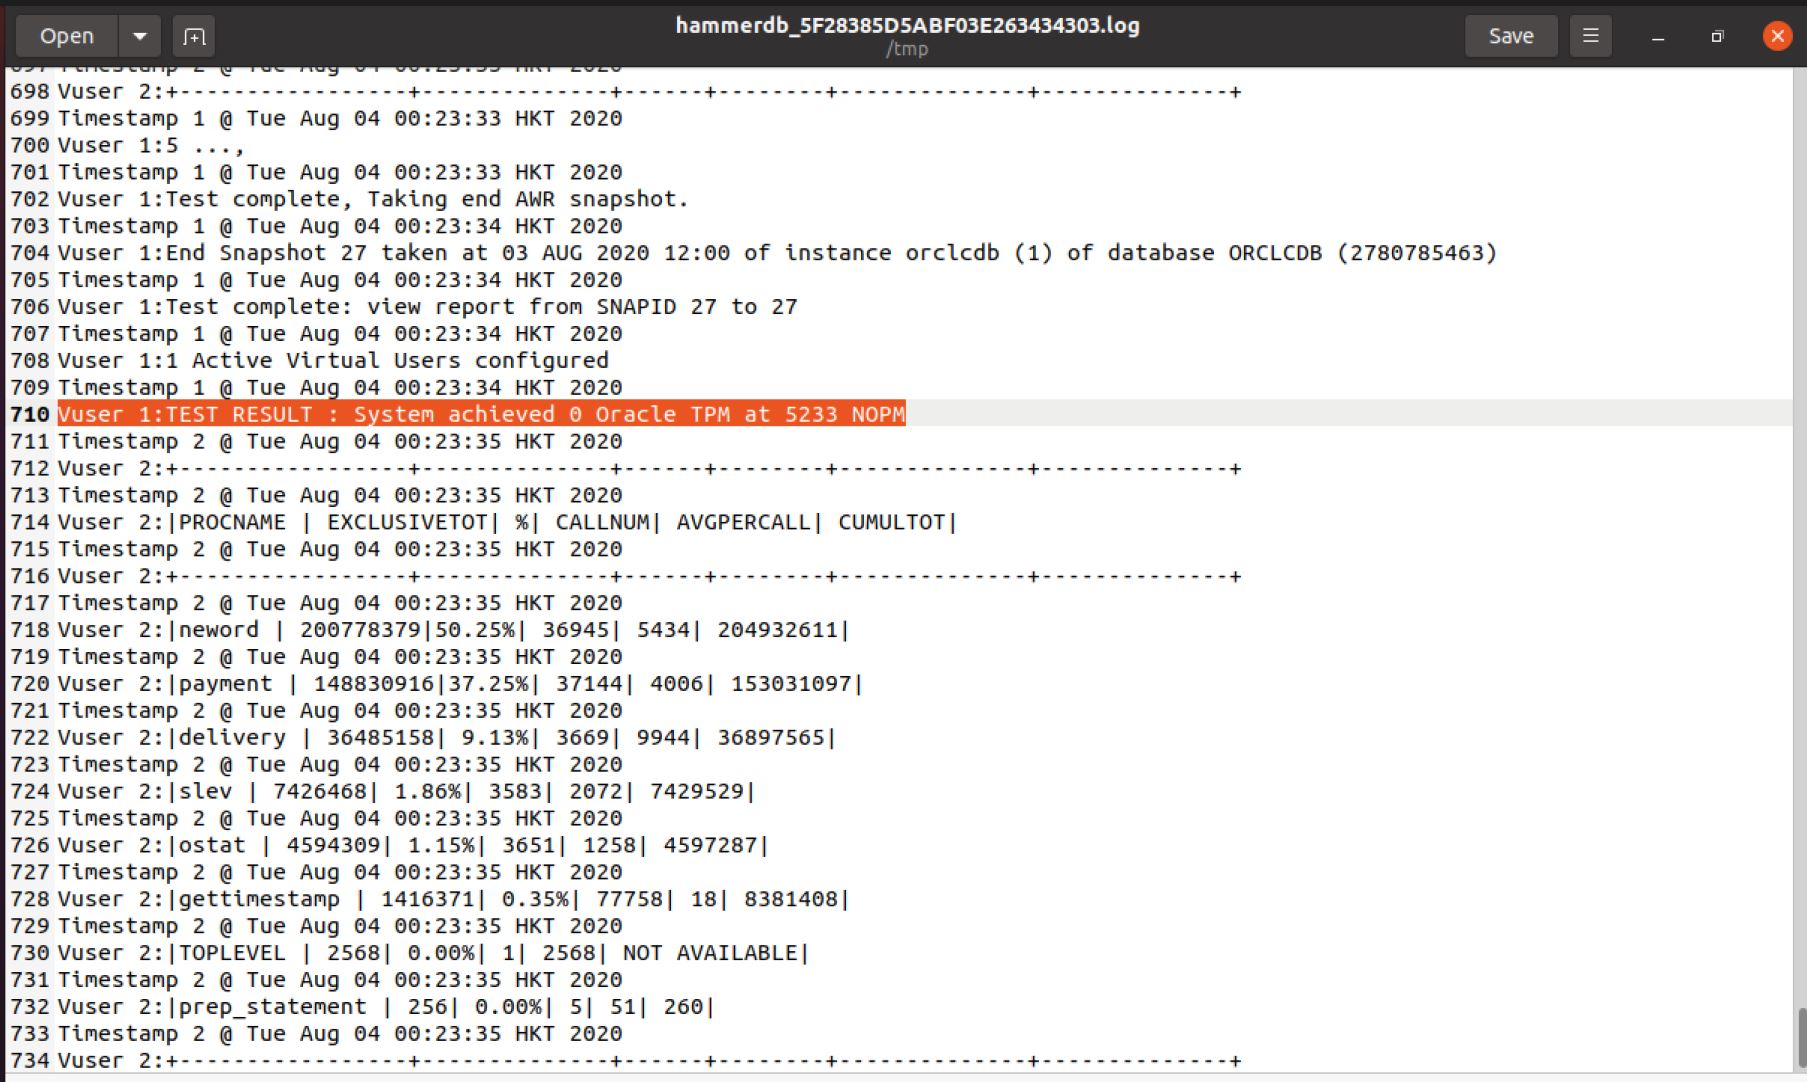 Open
hammerdb_5F28385D5ABF03E263434303.log
/tmp
Save
698 Vuser 2:+-----------------+--------------+------+--------+--------------+--------------+
699 Timestamp 1 @ Tue Aug 04 00:23:33 HKT 2020
700 Vuser 1:5 ...,
701 Timestamp 1 @ Tue Aug 04 00:23:33 HKT 2020
702 Vuser 1:Test complete, Taking end AWR snapshot.
703 Timestamp 1 @ Tue Aug 04 00:23:34 HKT 2020
704 Vuser 1:End Snapshot 27 taken at 03 AUG 2020 12:00 of instance orclcdb (1) of database ORCLCDB (2780785463)
705 Timestamp 1 @ Tue Aug 04 00:23:34 HKT 2020
706 Vuser 1:Test complete: view report from SNAPID 27 to 27
707 Timestamp 1 @ Tue Aug 04 00:23:34 HKT 2020
708 Vuser 1:1 Active Virtual Users configured
709 Timestamp 1 @ Tue Aug 04 00:23:34 HKT 2020
710 Vuser 1:TEST RESULT : System achieved 0 Oracle TPM at 5233 NOPM
711 Timestamp 2 @ Tue Aug 04 00:23:35 HKT 2020
712 Vuser 2:+-----------------+--------------+------+--------+--------------+--------------+
713 Timestamp 2 @ Tue Aug 04 00:23:35 HKT 2020
714 Vuser 2:|PROCNAME | EXCLUSIVETOT| %| CALLNUM| AVGPERCALL| CUMULTOT|
715 Timestamp 2 @ Tue Aug 04 00:23:35 HKT 2020
716 Vuser 2:+-----------------+--------------+------+--------+--------------+--------------+
717 Timestamp 2 @ Tue Aug 04 00:23:35 HKT 2020
718 Vuser 2:|neword | 200778379|50.25%| 36945| 5434| 204932611|
719 Timestamp 2 @ Tue Aug 04 00:23:35 HKT 2020
720 Vuser 2:|payment | 148830916|37.25%| 37144| 4006| 153031097|
721 Timestamp 2 @ Tue Aug 04 00:23:35 HKT 2020
722 Vuser 2:|delivery | 36485158| 9.13%| 3669| 9944| 36897565|
723 Timestamp 2 @ Tue Aug 04 00:23:35 HKT 2020
724 Vuser 2:|slev | 7426468| 1.86%| 3583| 2072| 7429529|
725 Timestamp 2 @ Tue Aug 04 00:23:35 HKT 2020
726 Vuser 2:|ostat | 4594309| 1.15%| 3651| 1258| 4597287|
727 Timestamp 2 @ Tue Aug 04 00:23:35 HKT 2020
728 Vuser 2:|gettimestamp | 1416371| 0.35%| 77758| 18| 8381408|
729 Timestamp 2 @ Tue Aug 04 00:23:35 HKT 2020
730 Vuser 2:|TOPLEVEL | 2568| 0.00%| 1| 2568| NOT AVAILABLE|
731 Timestamp 2 @ Tue Aug 04 00:23:35 HKT 2020
732 Vuser 2:|prep_statement | 256| 0.00%| 5| 51| 260|
733 Timestamp 2 @ Tue Aug 04 00:23:35 HKT 2020
734 Vuser 2:+-----------------+--------------+------+--------+--------------+--------------+